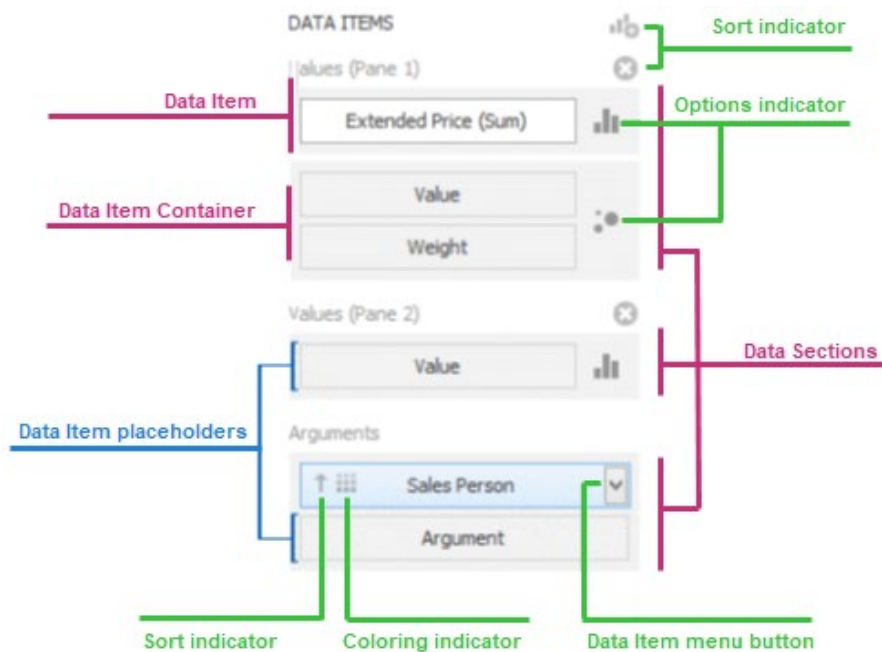 DATA ITEMS
Sort indicator
Values (Pane 1)
Data Item
Extended Price (Sum)
Options indicator
Value
Data Item Container
Weight
Values (Pane 2)
Value
Data Sections
Data Item placeholders
Arguments
Sales Person
Argument
Sort indicator
Coloring indicator
Data Item menu button